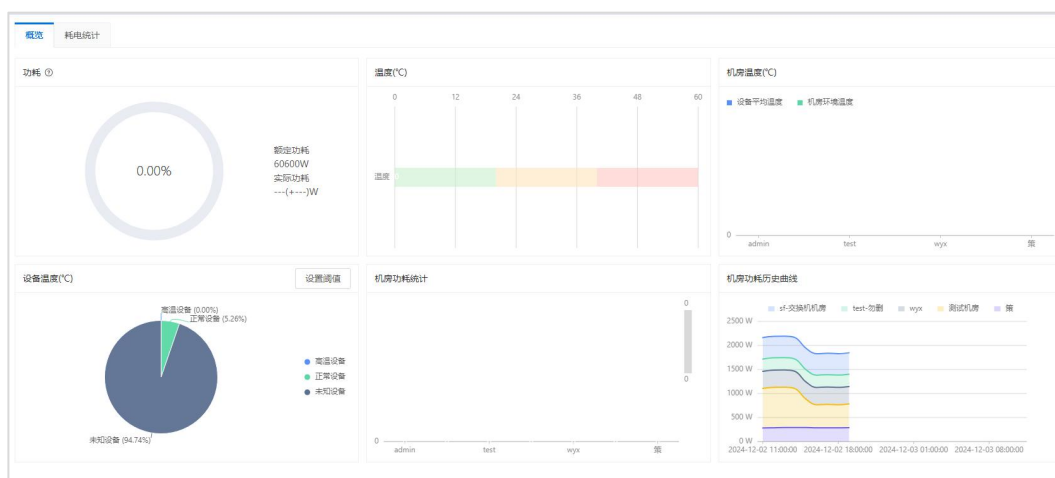 概览 耗电统计
功耗
额定功耗
60600W
实际功耗
---(+---)W
0.00%
温度(℃)
0 12 24 36 48 60
温度
机房温度(℃)
设备平均温度 机房环境温度
0
admin test wyx 策
设备温度(℃) 设置阈值
高温设备 (0.00%)
正常设备 (5.26%)
未知设备 (94.74%)
高温设备
正常设备
未知设备
机房功耗统计
0
0
0
admin test wyx 策
机房功耗历史曲线
sf-交换机机房 test-勿删 wyx 测试机房 策
2500 W
2000 W
1500 W
1000 W
500 W
0 W
2024-12-02 11:00:00 2024-12-02 18:00:00 2024-12-03 01:00:00 2024-12-03 08:00:00